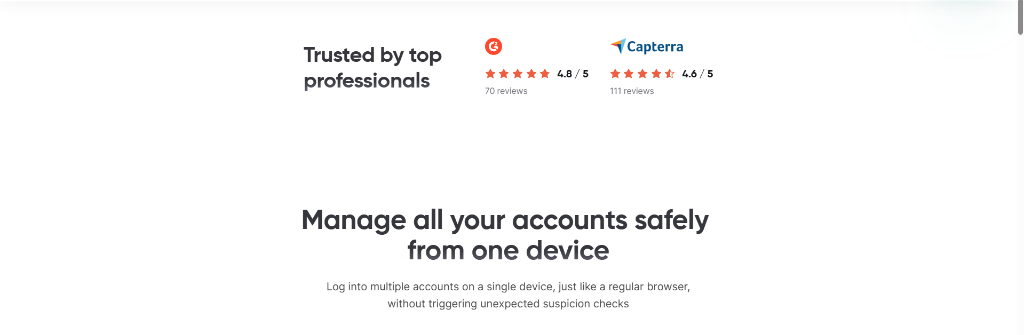 Trusted by top
professionals
Capterra
4.8 / 5
4.6 / 5
70 reviews
111 reviews
Manage all your accounts safely
from one device
Log into multiple accounts on a single device, just like a regular browser,
without triggering unexpected suspicion checks